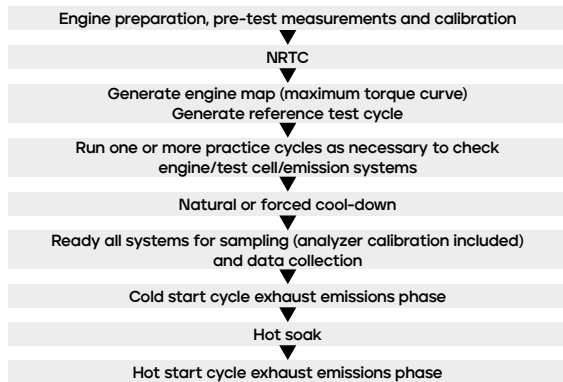 Engine preparation, pre-test measurements and calibration
NRTC
Generate engine map (maximum torque curve)
Generate reference test cycle
Run one or more practice cycles as necessary to check
engine/test cell/emission systems
Natural or forced cool-down
Ready all systems for sampling (analyzer calibration included)
and data collection
Cold start cycle exhaust emissions phase
Hot soak
Hot start cycle exhaust emissions phase